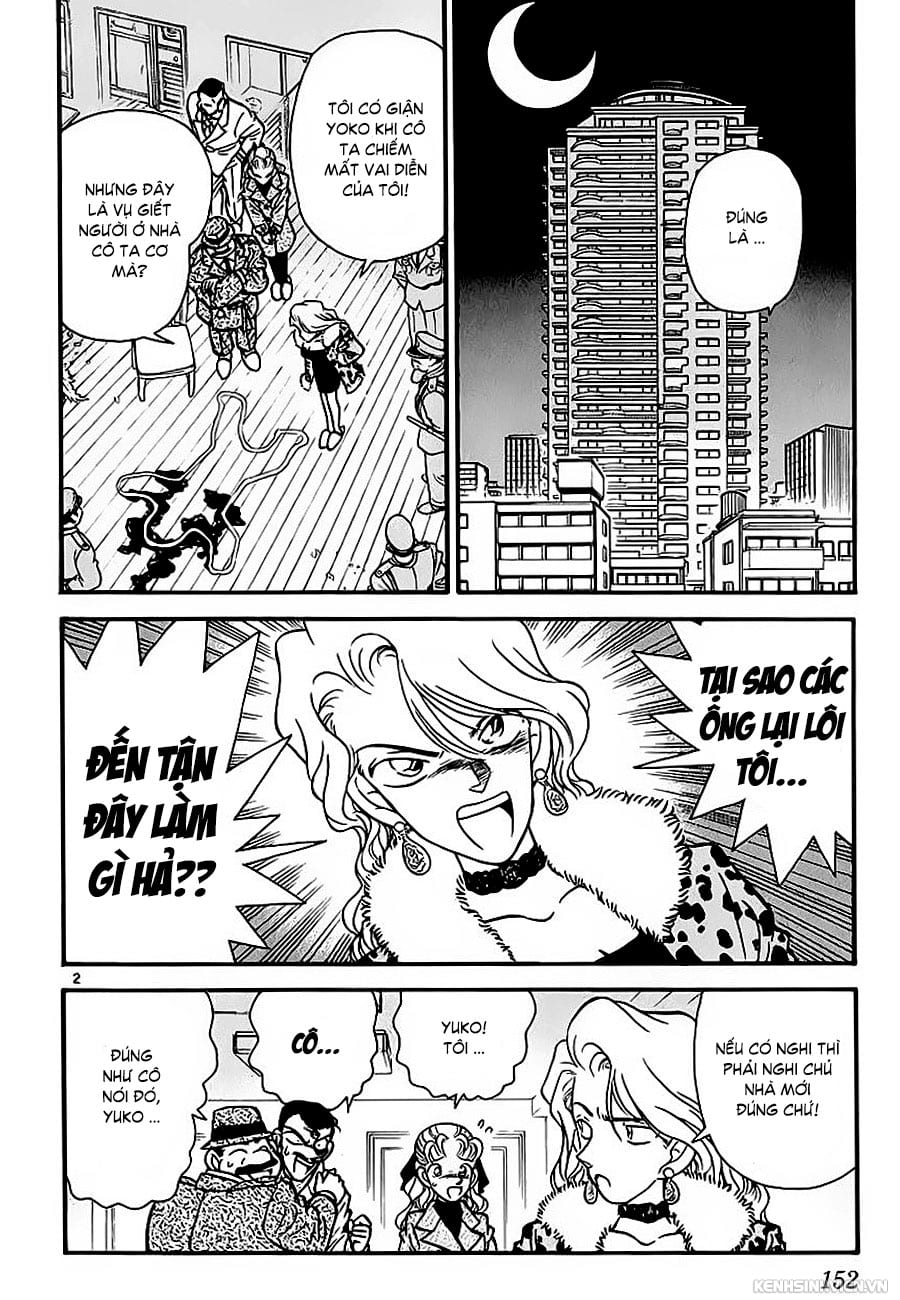 ĐÚNG
LÀ ...
TÔI CÓ GIẬN
YOKO KHI CÔ
TA CHIẾM
MẤT VAI DIỄN
CỦA TÔI!
NHƯNG ĐÂY
LÀ VỤ GIẾT
NGƯỜI Ở NHÀ
CÔ TA CƠ
MÀ?
TẠI SAO CÁC
ÔNG LẠI LÔI
TÔI...
ĐẾN TẬN
ĐÂY LÀM
GÌ HẢ??
2
NẾU CÓ NGHI THÌ
PHẢI NGHI CHỦ
NHÀ MỚI
ĐÚNG CHỨ!
YUKO!
TÔI ...
CÔ...
ĐÚNG
NHƯ CÔ
NÓI ĐÓ,
YUKO ...
152
KENHSINHVIEN.VN